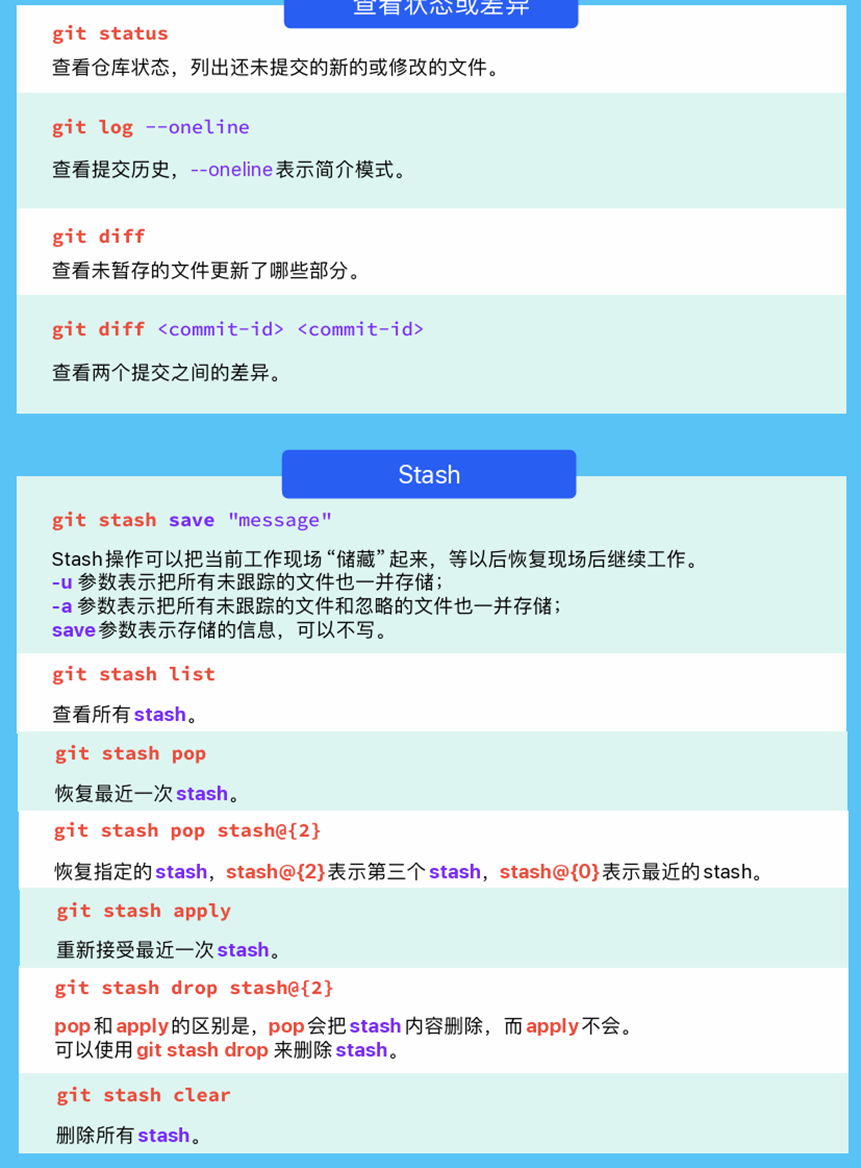 查看状态或差异
git status
查看仓库状态，列出还未提交的新的或修改的文件。
git log --oneline
查看提交历史，--oneline表示简介模式。
git diff
查看未暂存的文件更新了哪些部分。
git diff <commit-id> <commit-id>
查看两个提交之间的差异。
Stash
git stash save "message"
Stash操作可以把当前工作现场“储藏”起来，等以后恢复现场后继续工作。
-u 参数表示把所有未跟踪的文件也一并存储；
-a 参数表示把所有未跟踪的文件和忽略的文件也一并存储；
save参数表示存储的信息，可以不写。
git stash list
查看所有stash。
git stash pop
恢复最近一次stash。
git stash pop stash@{2}
恢复指定的stash，stash@{2}表示第三个stash，stash@{0}表示最近的stash。
git stash apply
重新接受最近一次stash。
git stash drop stash@{2}
pop和apply的区别是，pop会把stash内容删除，而apply不会。
可以使用git stash drop 来删除stash。
git stash clear
删除所有stash。